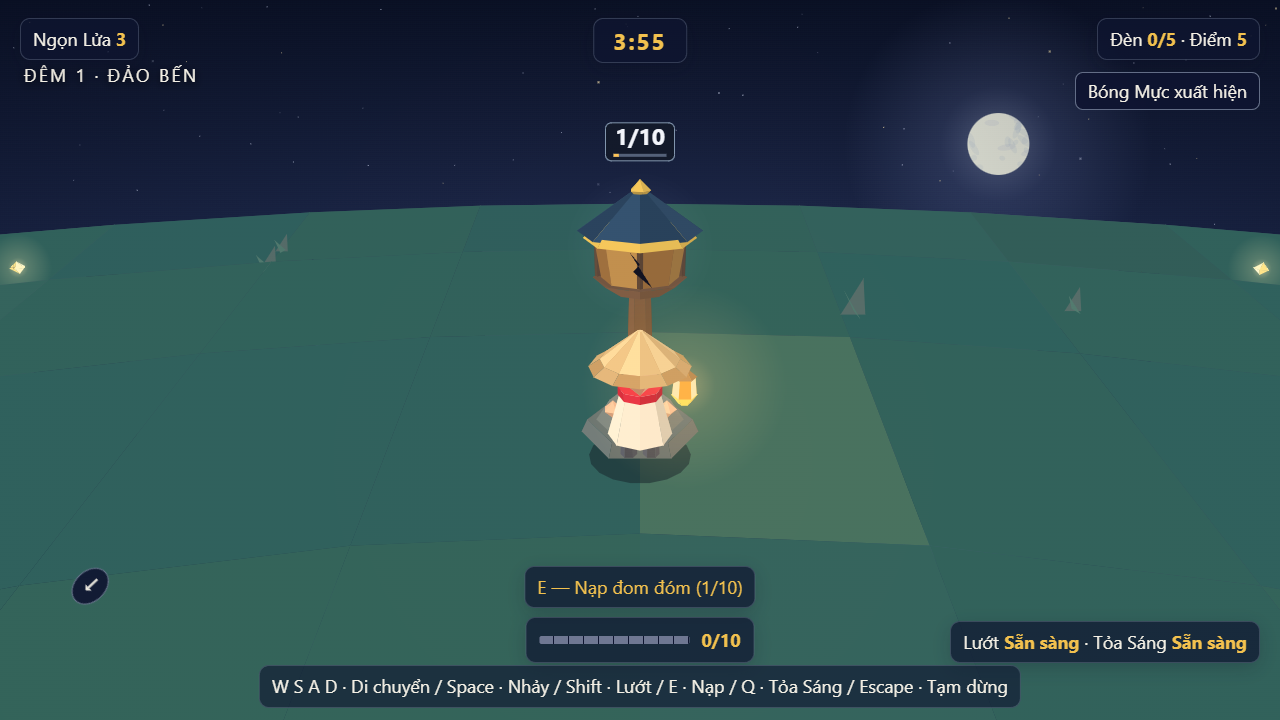 Ngọn Lửa 3
ĐÊM 1 · ĐẢO BẾN
3:55
Đèn 0/5 · Điểm 5
Bóng Mực xuất hiện
1/10
E — Nạp đom đóm (1/10)
0/10
Lướt Sẵn sàng · Tỏa Sáng Sẵn sàng
W S A D · Di chuyển / Space · Nhảy / Shift · Lướt / E · Nạp / Q · Tỏa Sáng / Escape · Tạm dừng